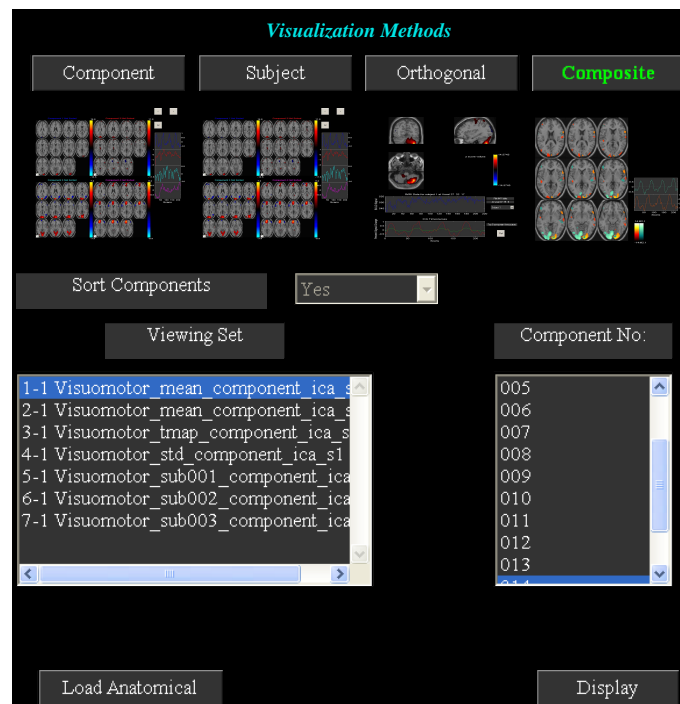 Visualization Methods
Component Subject Orthogonal Composite
Sort Components Yes
Viewing Set Component No:
1-1 Visuomotor_mean_component_ica_s
2-1 Visuomotor_mean_component_ica_s
3-1 Visuomotor_tmap_component_ica_s
4-1 Visuomotor_std_component_ica_s1
5-1 Visuomotor_sub001_component_ica
6-1 Visuomotor_sub002_component_ica
7-1 Visuomotor_sub003_component_ica
005
006
007
008
009
010
011
012
013
014
Load Anatomical Display